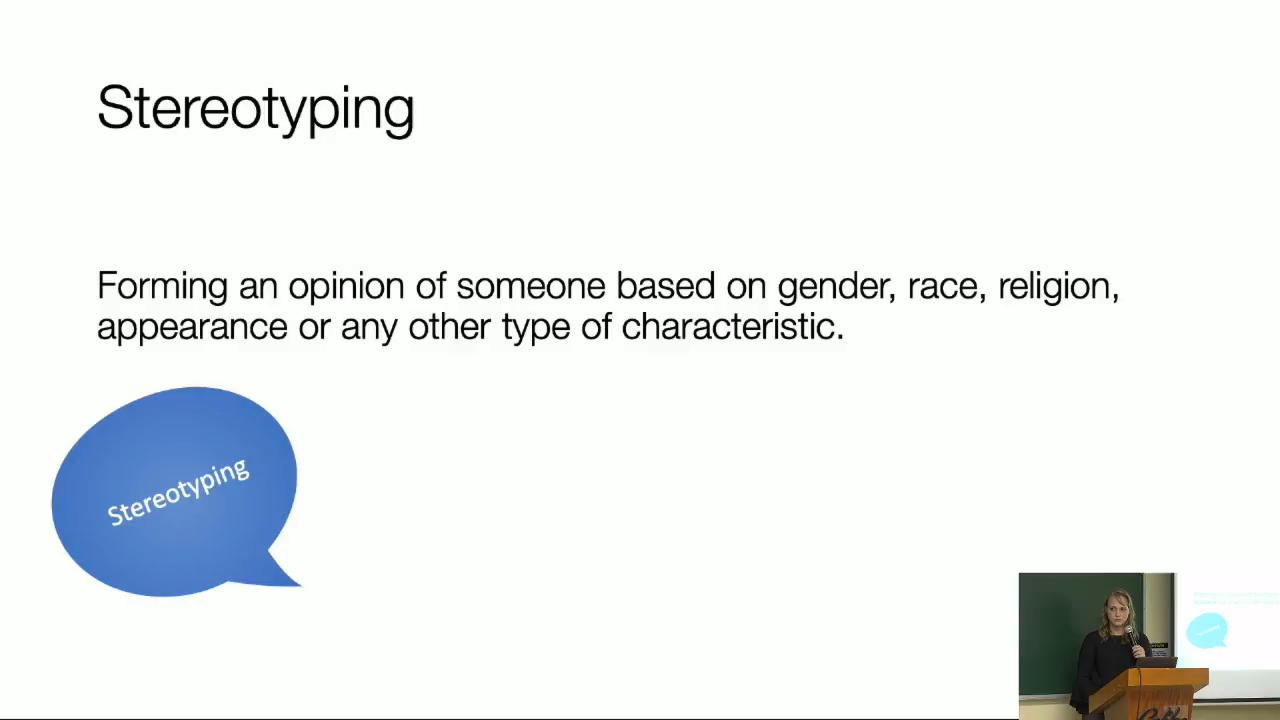 Stereotyping
Forming an opinion of someone based on gender, race, religion,
appearance or any other type of characteristic.
Stereotyping